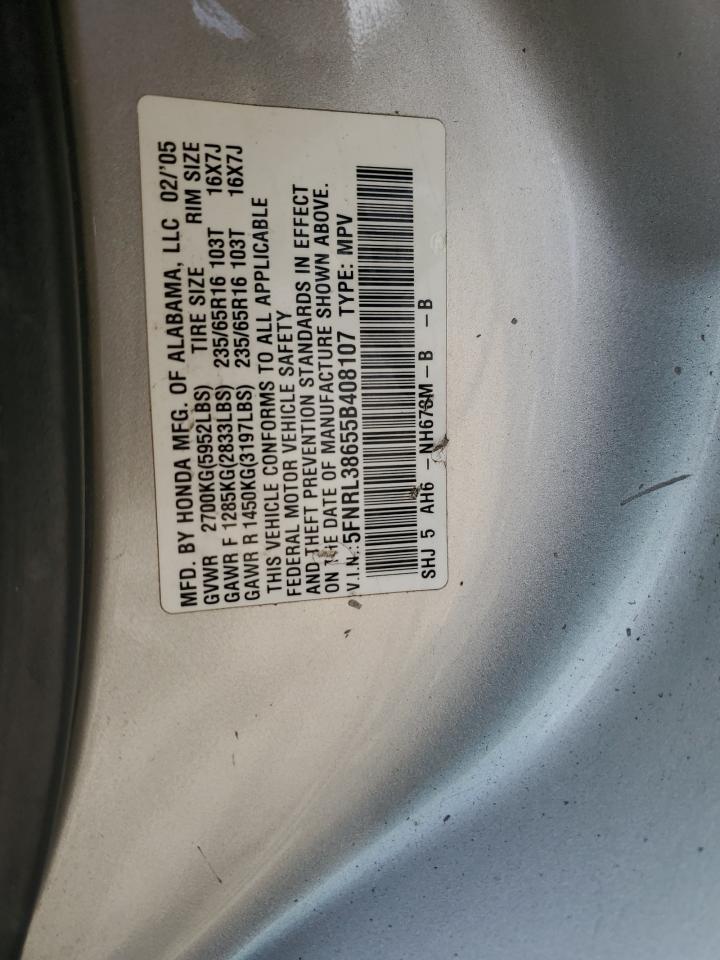 MFD. BY HONDA MFG. OF ALABAMA, LLC 02/'05
GVWR 2700KG(5952LBS) TIRE SIZE RIM SIZE
GAWR F 1285KG(2833LBS) 235/65R16 103T 16X7J
GAWR R 1450KG(3197LBS) 235/65R16 103T 16X7J
THIS VEHICLE CONFORMS TO ALL APPLICABLE
FEDERAL MOTOR VEHICLE SAFETY
AND THEFT PREVENTION STANDARDS IN EFFECT
ON THE DATE OF MANUFACTURE SHOWN ABOVE.
V.I.N.:5FNRL38655B408107 TYPE: MPV
SHJ 5 AH6 - -B -B